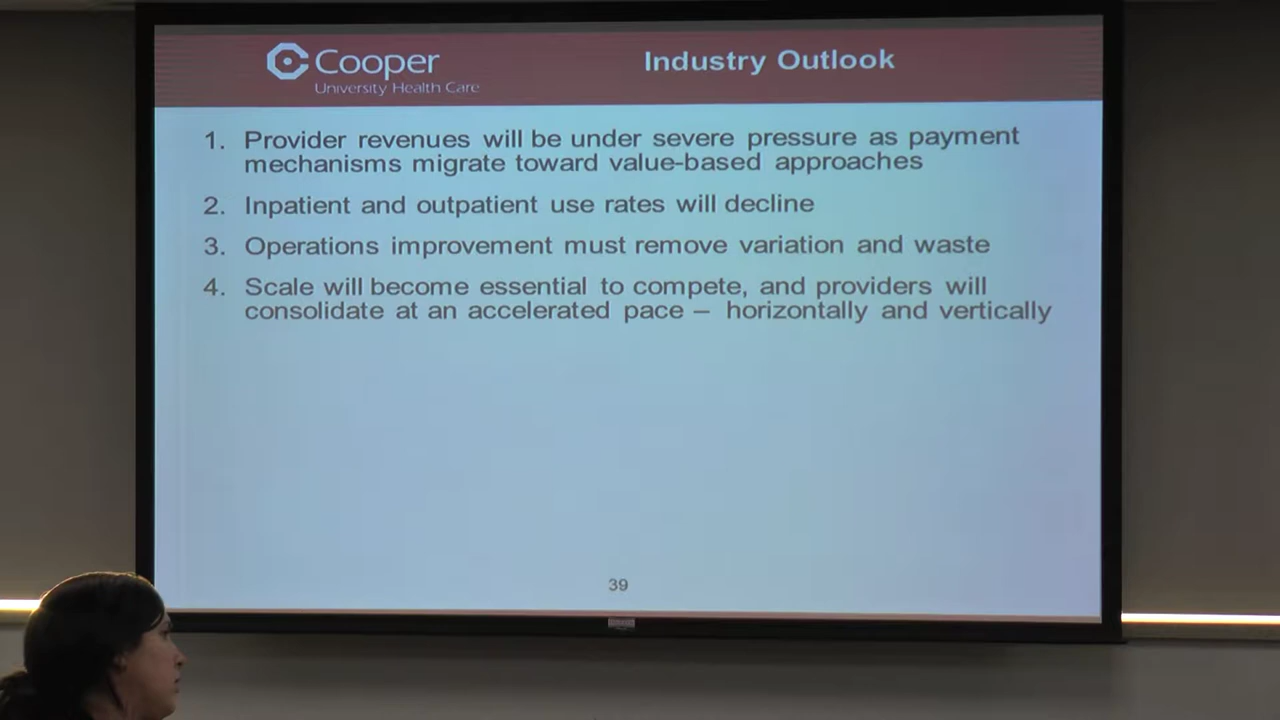 Cooper
University Health Care
Industry Outlook
1. Provider revenues will be under severe pressure as payment
mechanisms migrate toward value-based approaches
2. Inpatient and outpatient use rates will decline
3. Operations improvement must remove variation and waste
4. Scale will become essential to compete, and providers will
consolidate at an accelerated pace – horizontally and vertically
39